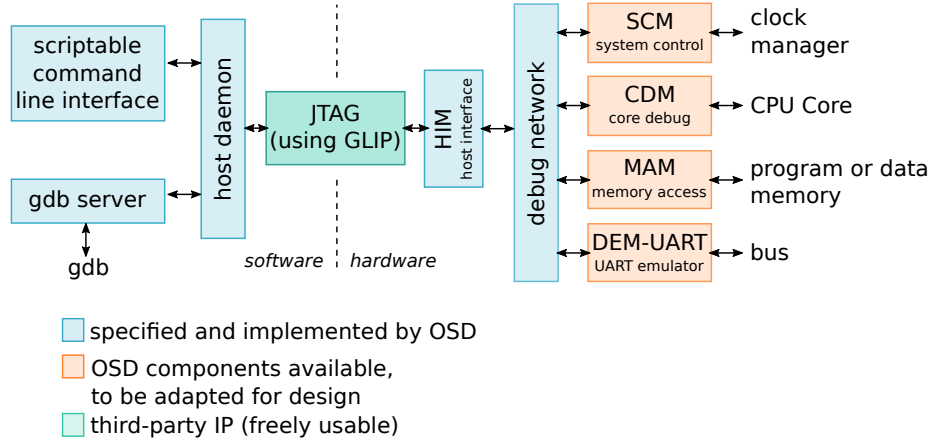 scriptable
command
line interface
gdb server
gdb
host daemon
JTAG
(using GLIP)
software
hardware
HIM
host interface
debug network
SCM
system control
clock
manager
CDM
core debug
CPU Core
MAM
memory access
program or data
memory
DEM-UART
UART emulator
bus
specified and implemented by OSD
OSD components available,
to be adapted for design
third-party IP (freely usable)